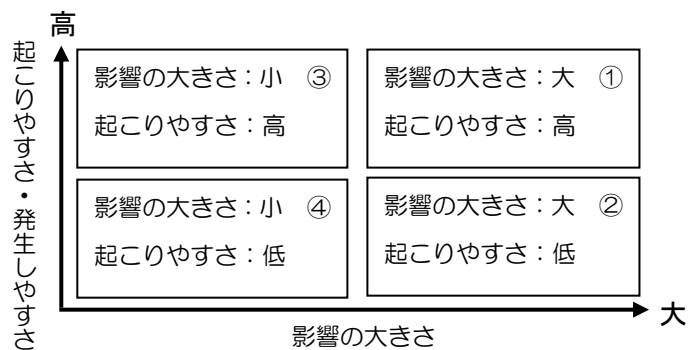 高
起こりやすさ・発生しやすさ
影響の大きさ：小 ③
起こりやすさ：高
影響の大きさ：大 ①
起こりやすさ：高
影響の大きさ：小 ④
起こりやすさ：低
影響の大きさ：大 ②
起こりやすさ：低
大
影響の大きさ